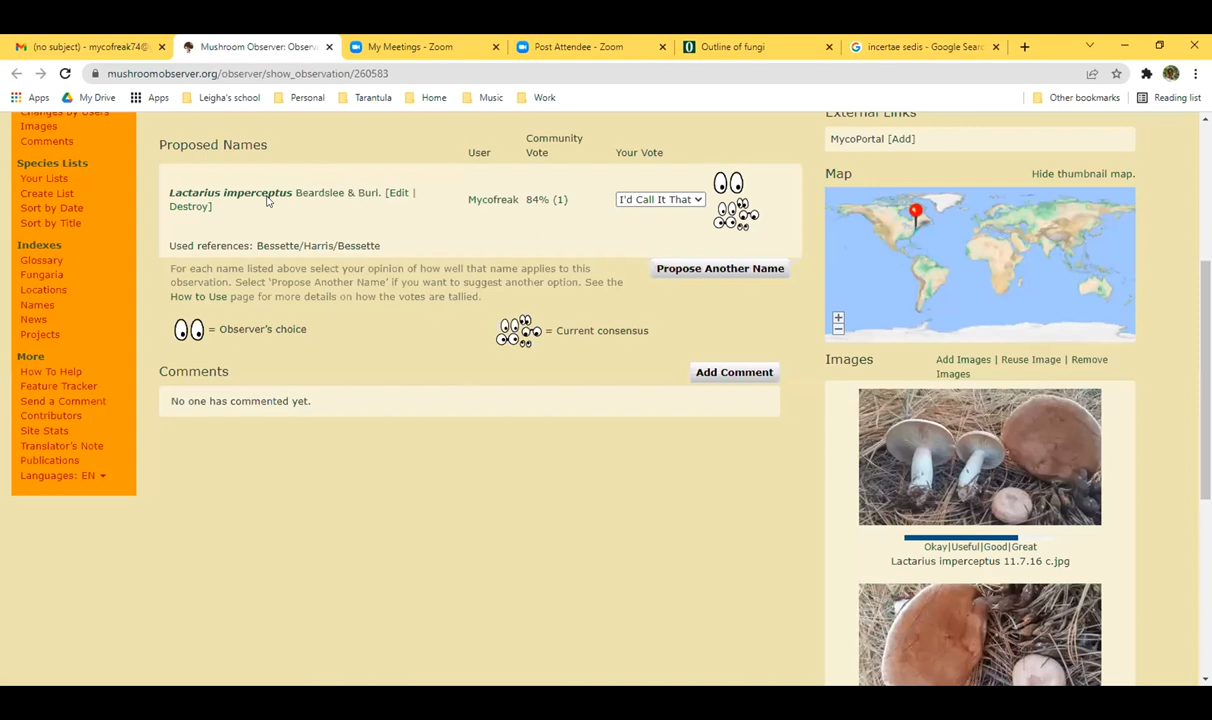 (no subject) - mycofreak74@g
Mushroom Observer: Observa
My Meetings - Zoom
Post Attendee - Zoom
Outline of fungi
incertae sedis - Google Searc
mushroomobserver.org/observer/show_observation/260583
Apps
My Drive
Apps
Leigha's school
Personal
Tarantula
Home
Music
Work
Other bookmarks
Reading list
Changes by Users
Images
Comments
Species Lists
Your Lists
Create List
Sort by Date
Sort by Title
Indexes
Glossary
Fungaria
Locations
Names
News
Projects
More
How To Help
Feature Tracker
Send a Comment
Contributors
Site Stats
Translator's Note
Publications
Languages: EN
Proposed Names
User
Community
Vote
Your Vote
Lactarius imperceptus Beardslee & Burl. [Edit |
Destroy]
Mycofreak
84% (1)
I'd Call It That
Used references: Bessette/Harris/Bessette
For each name listed above select your opinion of how well that name applies to this
observation. Select 'Propose Another Name' if you want to suggest another option. See the
How to Use page for more details on how the votes are tallied.
Propose Another Name
= Observer's choice
= Current consensus
Comments
Add Comment
No one has commented yet.
External Links
MycoPortal [Add]
Map
Hide thumbnail map.
+
−
Images
Add Images | Reuse Image | Remove
Images
Okay|Useful|Good|Great
Lactarius imperceptus 11.7.16 c.jpg